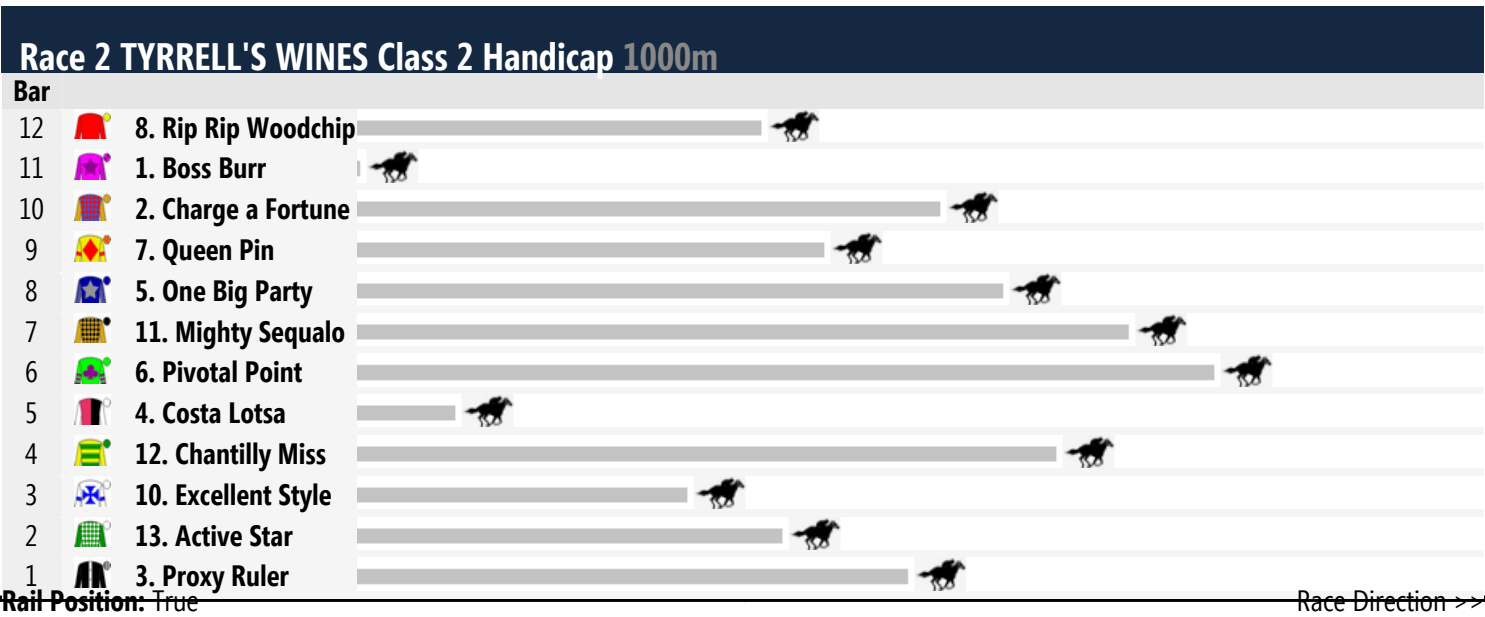 Race 2 TYRRELL'S WINES Class 2 Handicap 1000m
Bar
12 8. Rip Rip Woodchip
11 1. Boss Burr
10 2. Charge a Fortune
9 7. Queen Pin
8 5. One Big Party
7 11. Mighty Sequalo
6 6. Pivotal Point
5 4. Costa Lotsa
4 12. Chantilly Miss
3 10. Excellent Style
2 13. Active Star
1 3. Proxy Ruler
Rail Position: True Race Direction >>